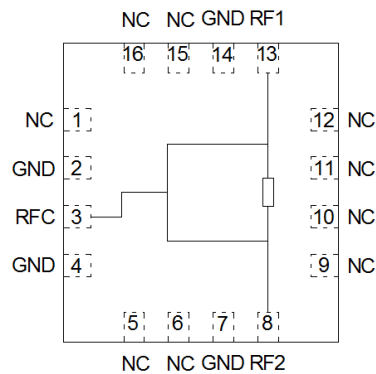 NC NC GND RF1
16 15 14 13
NC 1 12 NC
GND 2 11 NC
RFC 3 10 NC
GND 4 9 NC
5 6 7 8
NC NC GND RF2